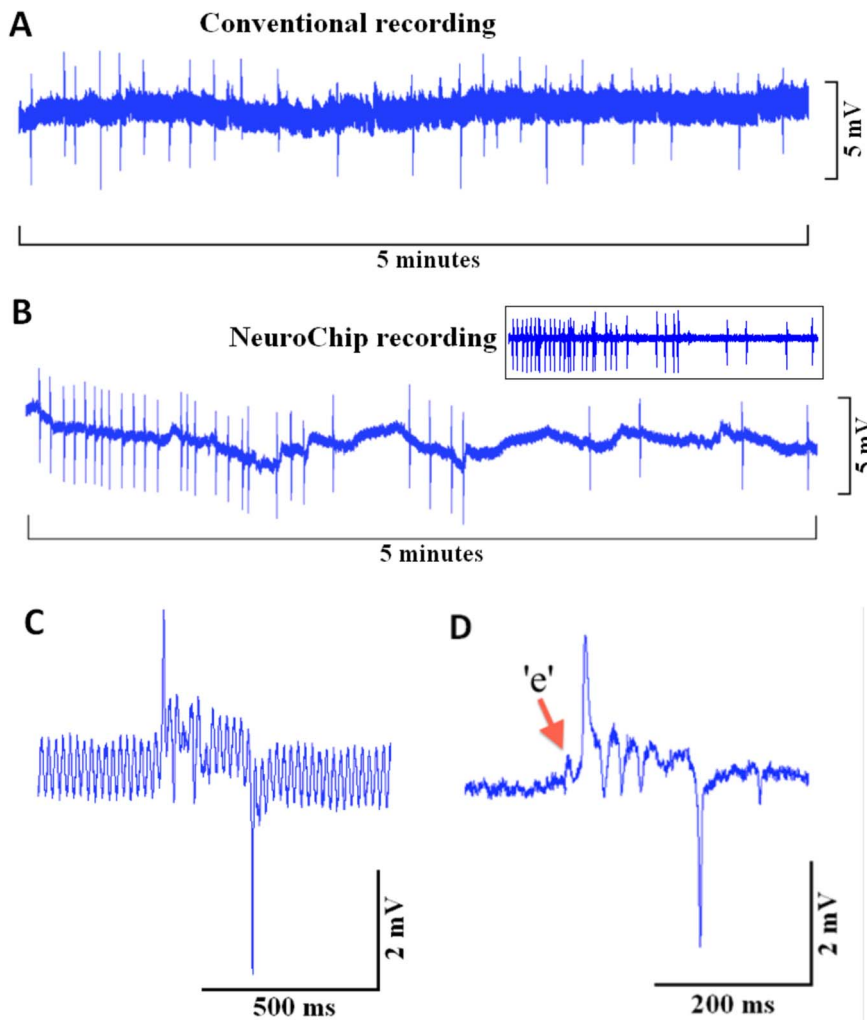 A
Conventional recording
5 mV
5 minutes
B
NeuroChip recording
5 mV
5 minutes
C
D
'e'
2 mV
500 ms
2 mV
200 ms